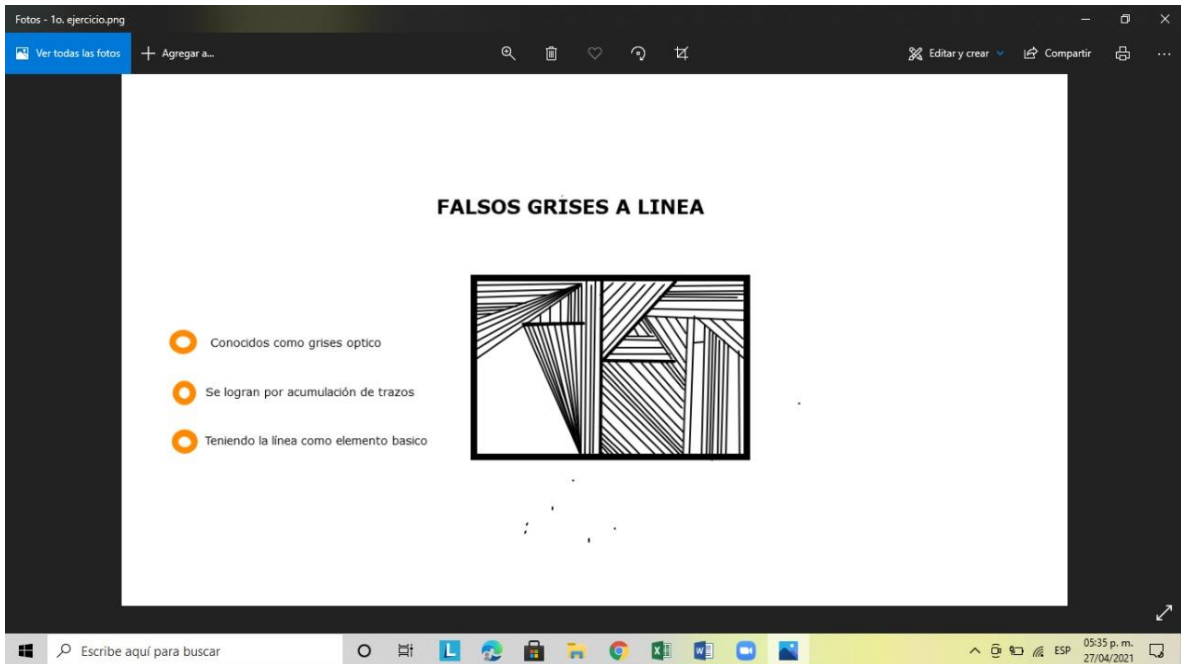 Fotos - 1o. ejercicio.png
Ver todas las fotos
Agregar a...
Editar y crear
Compartir
FALSOS GRISES A LINEA
Conocidos como grises optico
Se logran por acumulación de trazos
Teniendo la línea como elemento basico
Escribe aquí para buscar
L
ESP
05:35 p. m.
27/04/2021